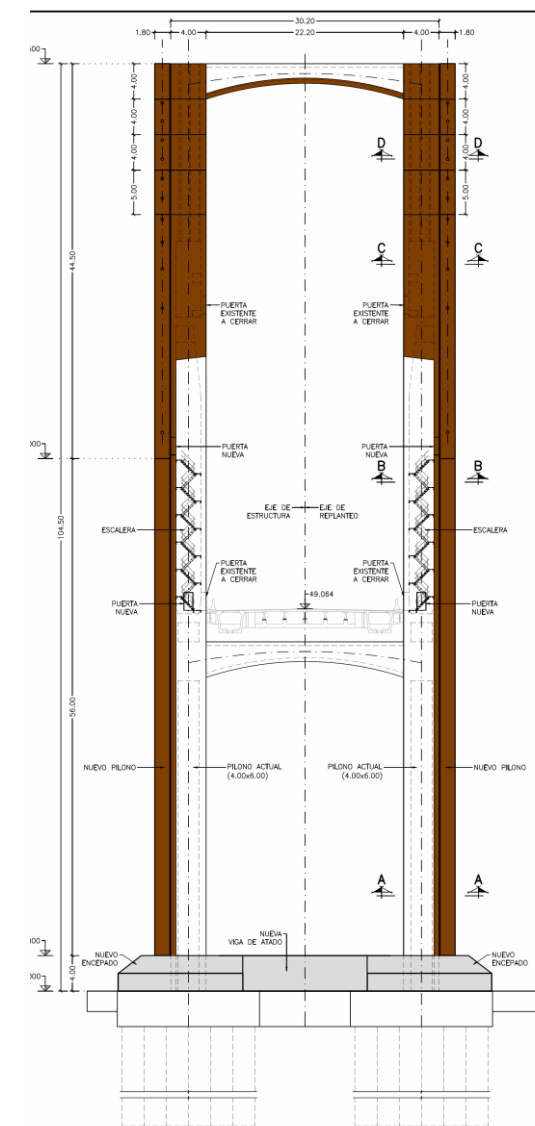 30.20
1.80
4.00
22.20
4.00
1.80
4.00
4.00
4.00
5.00
4.00
4.00
4.00
5.00
D
D
C
C
44.50
PUERTA
EXISTENTE
A CERRAR
PUERTA
EXISTENTE
A CERRAR
PUERTA
NUEVA
PUERTA
NUEVA
B
B
EJE DE
ESTRUCTURA
EJE DE
REPLANTEO
ESCALERA
ESCALERA
104.50
PUERTA
EXISTENTE
A CERRAR
PUERTA
EXISTENTE
A CERRAR
PUERTA
NUEVA
49.064
PUERTA
NUEVA
56.00
NUEVO PILONO
PILONO ACTUAL
(4.00x6.00)
PILONO ACTUAL
(4.00x6.00)
NUEVO PILONO
A
A
NUEVA
VIGA DE ATADO
NUEVO
ENCEPADO
NUEVO
ENCEPADO
4.00